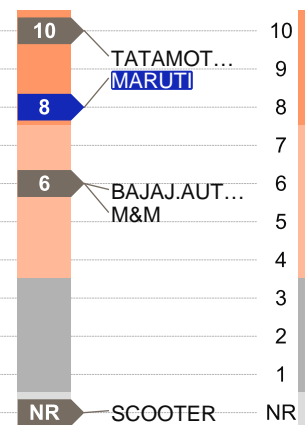 10
TATAMOT...
10
9
MARUTI
8
8
7
6
BAJAJ.AUT...
6
M&M
5
4
3
2
1
NR
SCOOTER
NR